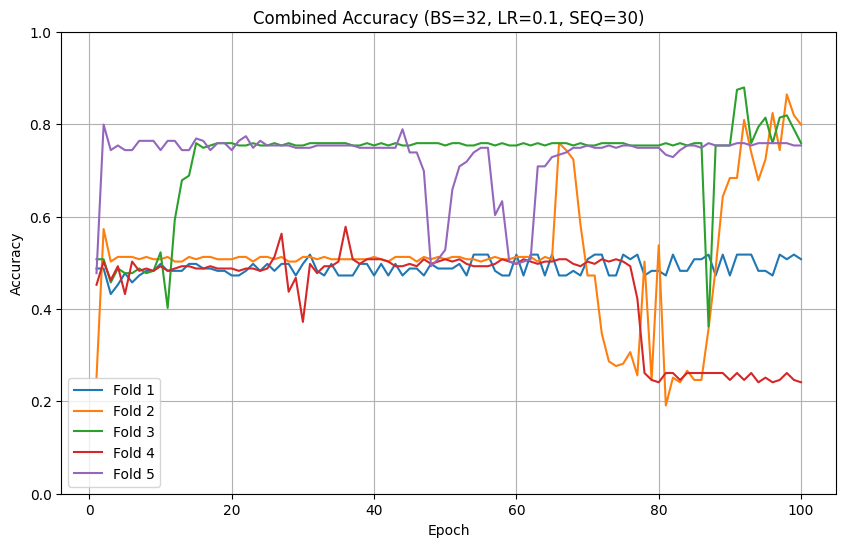 Combined Accuracy (BS=32, LR=0.1, SEQ=30)
1.0
0.8
0.6
0.4
0.2
0.0
Accuracy
Fold 1
Fold 2
Fold 3
Fold 4
Fold 5
0 20 40 60 80 100
Epoch